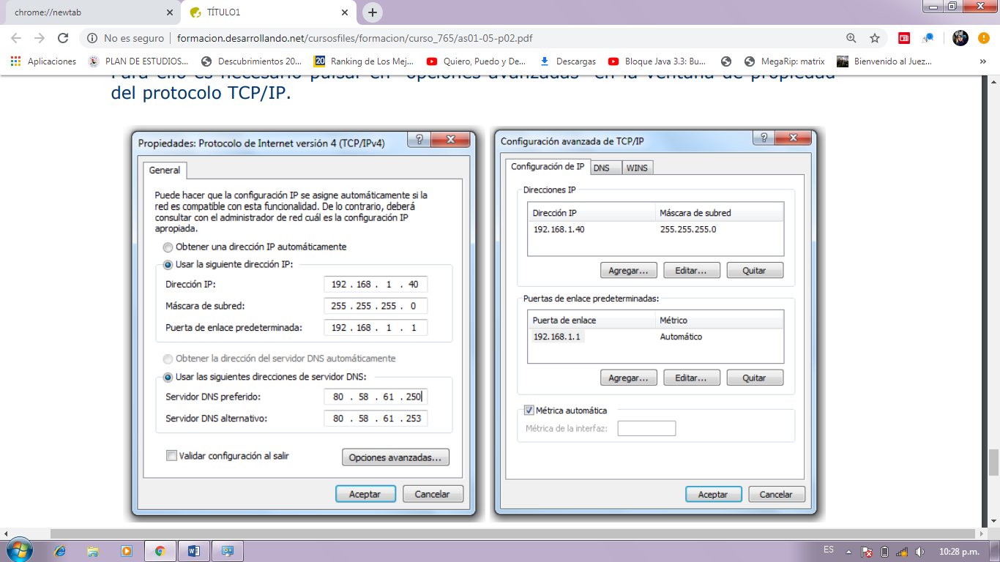 chrome://newtab
TÍTULO1
No es seguro
formacion.desarrollando.net/cursosfiles/formacion/curso_765/as01-05-p02.pdf
Aplicaciones
PLAN DE ESTUDIOS...
Descubrimientos 20...
20
Ranking de Los Mej...
Quiero, Puedo y De...
Descargas
Bloque Java 3.3: Bu...
MegaRip: matrix
Bienvenido al Juez...
»
Para ello es necesario pulsar en "opciones avanzadas" en la ventana de propiedad
del protocolo TCP/IP.
Propiedades: Protocolo de Internet versión 4 (TCP/IPv4)
General
Puede hacer que la configuración IP se asigne automáticamente si la
red es compatible con esta funcionalidad. De lo contrario, deberá
consultar con el administrador de red cuál es la configuración IP
apropiada.
Obtener una dirección IP automáticamente
Usar la siguiente dirección IP:
Dirección IP: 192 . 168 . 1 . 40
Máscara de subred: 255 . 255 . 255 . 0
Puerta de enlace predeterminada: 192 . 168 . 1 . 1
Obtener la dirección del servidor DNS automáticamente
Usar las siguientes direcciones de servidor DNS:
Servidor DNS preferido: 80 . 58 . 61 . 250
Servidor DNS alternativo: 80 . 58 . 61 . 253
Validar configuración al salir
Opciones avanzadas...
Aceptar
Cancelar
Configuración avanzada de TCP/IP
Configuración de IP
DNS
WINS
Direcciones IP
Dirección IP Máscara de subred
192.168.1.40 255.255.255.0
Agregar... Editar... Quitar
Puertas de enlace predeterminadas:
Puerta de enlace Métrico
192.168.1.1 Automático
Agregar... Editar... Quitar
Métrica automática
Métrica de la interfaz:
Aceptar
Cancelar
ES
10:28 p.m.